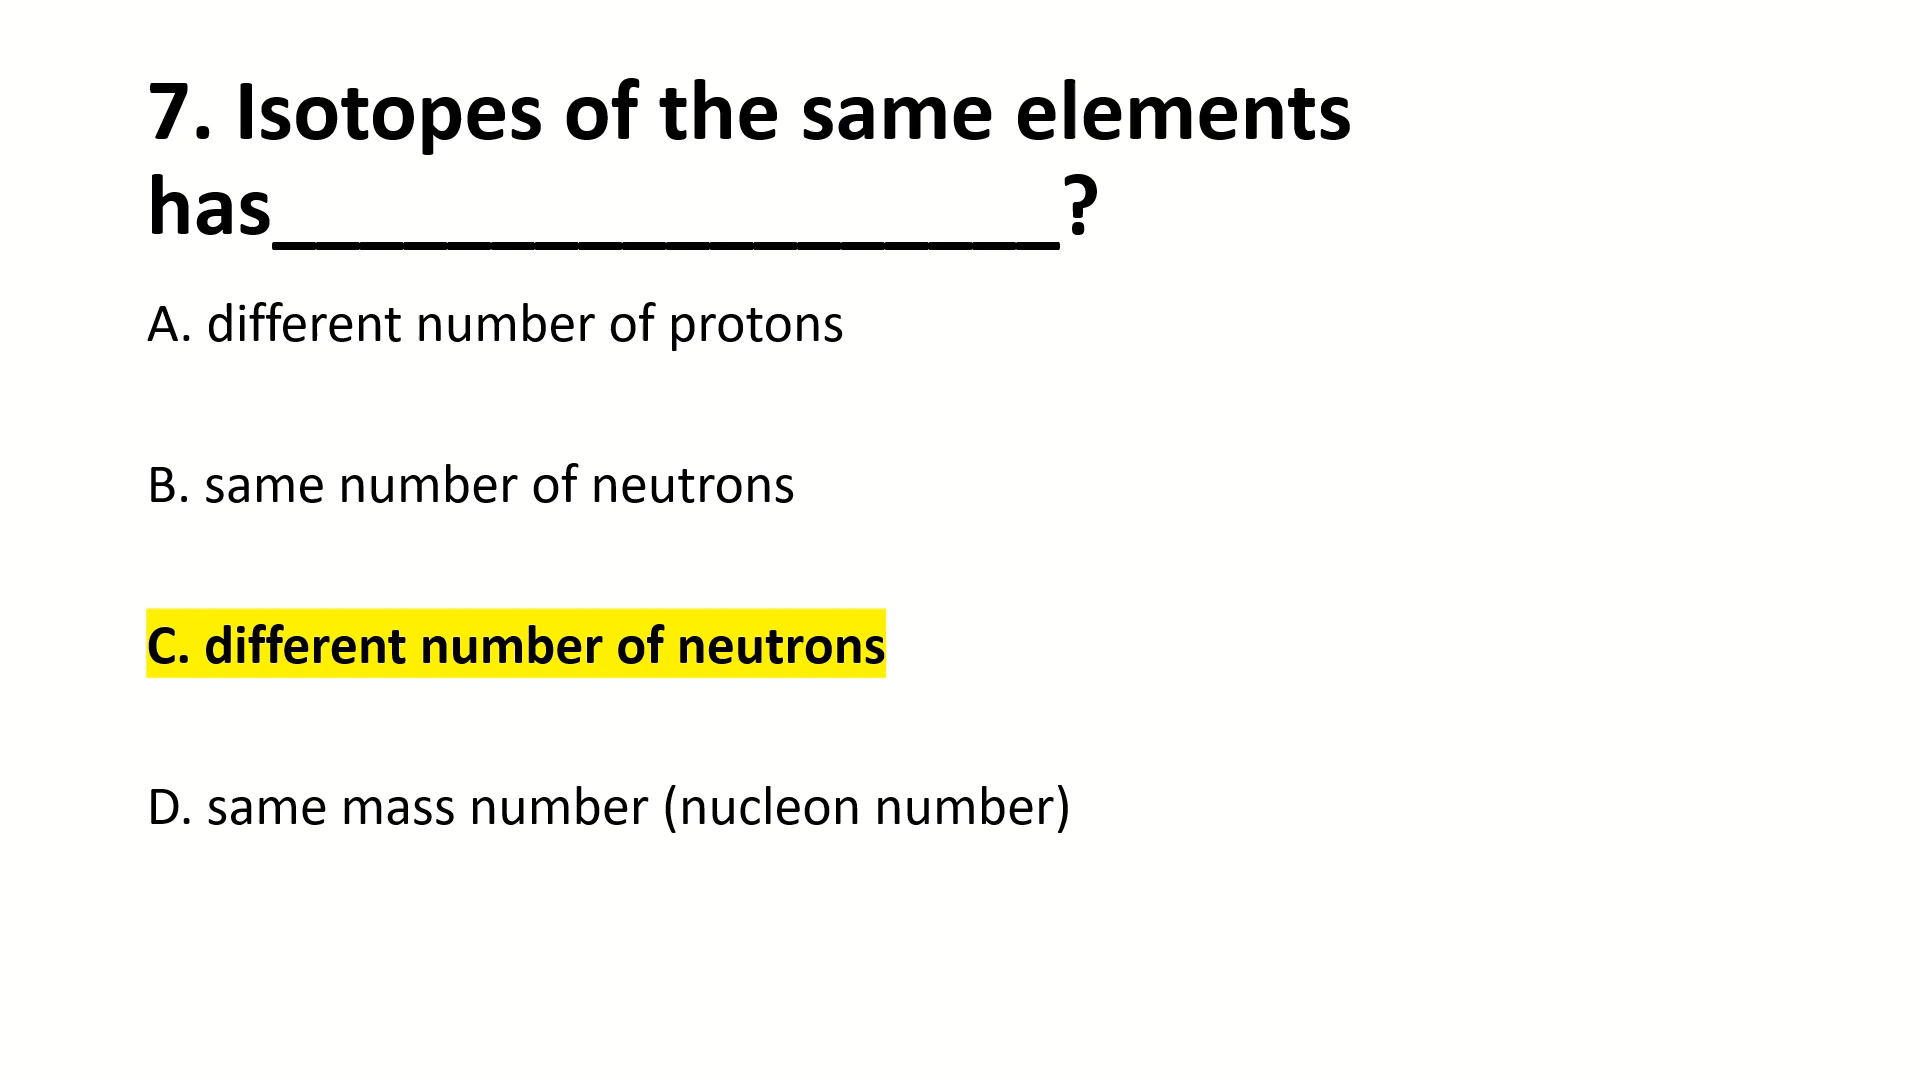 7. Isotopes of the same elements
has__________________?
A. different number of protons
B. same number of neutrons
C. different number of neutrons
D. same mass number (nucleon number)